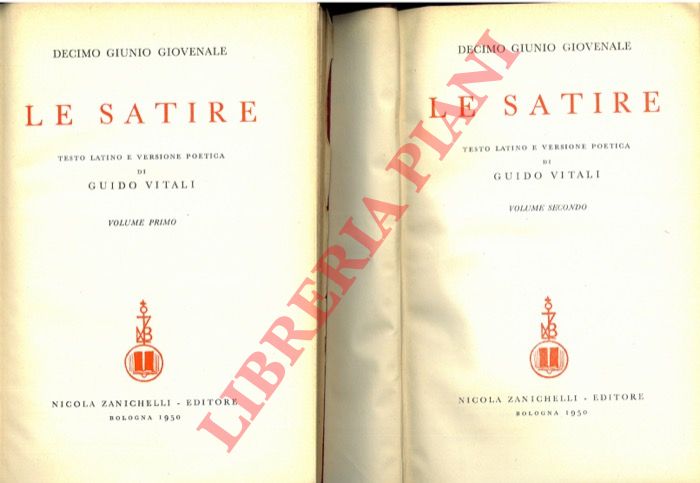 DECIMO GIUNIO GIOVENALE
LE SATIRE
TESTO LATINO E VERSIONE POETICA
DI
GUIDO VITALI
VOLUME PRIMO
NICOLA ZANICHELLI - EDITORE
BOLOGNA 1950
DECIMO GIUNIO GIOVENALE
LE SATIRE
TESTO LATINO E VERSIONE POETICA
DI
GUIDO VITALI
VOLUME SECONDO
NICOLA ZANICHELLI - EDITORE
BOLOGNA 1950
LIBRERIA PIANI